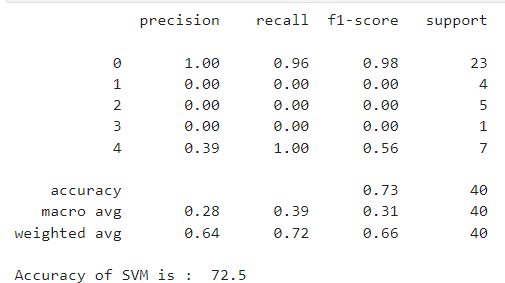 precision recall f1-score support
0 1.00 0.96 0.98 23
1 0.00 0.00 0.00 4
2 0.00 0.00 0.00 5
3 0.00 0.00 0.00 1
4 0.39 1.00 0.56 7
accuracy 0.73 40
macro avg 0.28 0.39 0.31 40
weighted avg 0.64 0.72 0.66 40
Accuracy of SVM is : 72.5